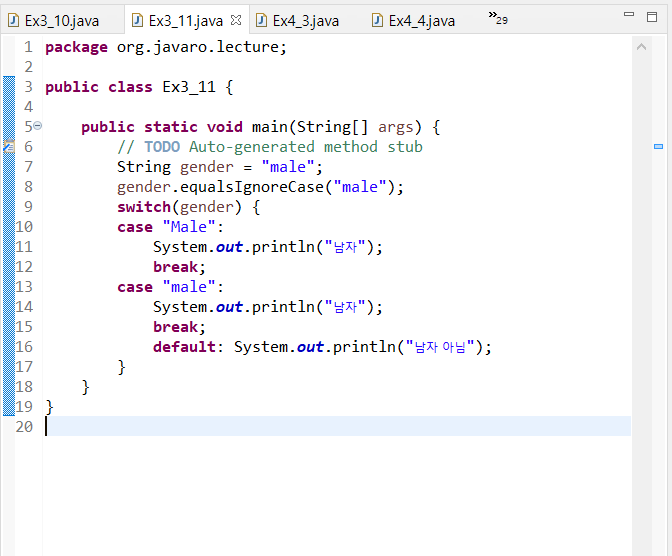 Ex3_10.java Ex3_11.java Ex4_3.java Ex4_4.java »29
1 package org.javaro.lecture;
2
3 public class Ex3_11 {
4
5 public static void main(String[] args) {
6 // TODO Auto-generated method stub
7 String gender = "male";
8 gender.equalsIgnoreCase("male");
9 switch(gender) {
10 case "Male":
11 System.out.println("남자");
12 break;
13 case "male":
14 System.out.println("남자");
15 break;
16 default: System.out.println("남자 아님");
17 }
18 }
19 }
20